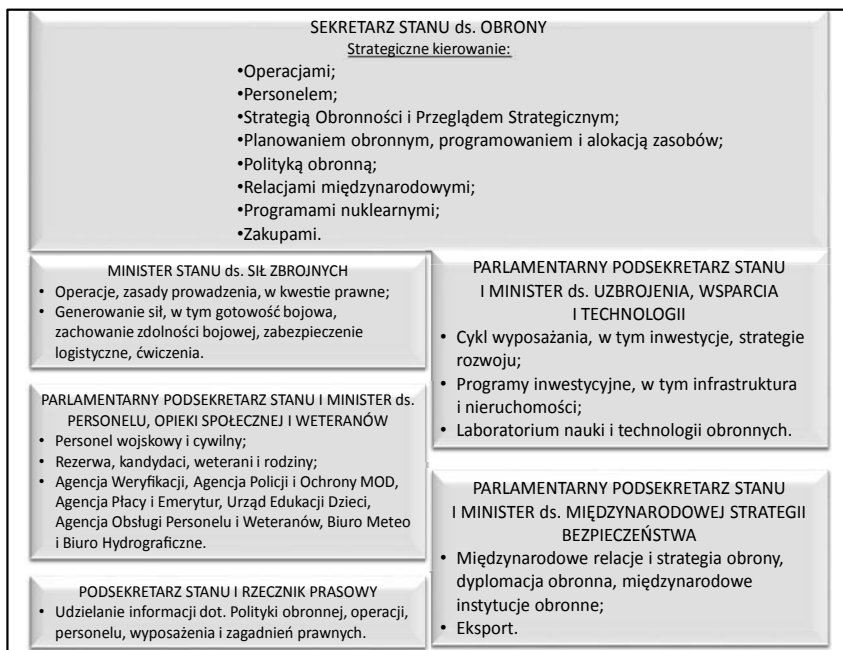 SEKRETARZ STANU ds. OBRONY
Strategiczne kierowanie:
•Operacjami;
•Personelem;
•Strategią Obronności i Przeglądem Strategicznym;
•Planowaniem obronnym, programowaniem i alokacją zasobów;
•Polityką obronną;
•Relacjami międzynarodowymi;
•Programami nuklearnymi;
•Zakupami.
MINISTER STANU ds. SIŁ ZBROJNYCH
• Operacje, zasady prowadzenia, w kwestie prawne;
• Generowanie sił, w tym gotowość bojowa,
zachowanie zdolności bojowej, zabezpieczenie
logistyczne, ćwiczenia.
PARLAMENTARNY PODSEKRETARZ STANU I MINISTER ds.
PERSONELU, OPIEKI SPOŁECZNEJ I WETERANÓW
• Personel wojskowy i cywilny;
• Rezerwa, kandydaci, weterani i rodziny;
• Agencja Weryfikacji, Agencja Policji i Ochrony MOD,
Agencja Płacy i Emerytur, Urząd Edukacji Dzieci,
Agencja Obsługi Personelu i Weteranów, Biuro Meteo
i Biuro Hydrograficzne.
PODSEKRETARZ STANU I RZECZNIK PRASOWY
• Udzielanie informacji dot. Polityki obronnej, operacji,
personelu, wyposażenia i zagadnień prawnych.
PARLAMENTARNY PODSEKRETARZ STANU
I MINISTER ds. UZBROJENIA, WSPARCIA
I TECHNOLOGII
• Cykl wyposażania, w tym inwestycje, strategie
rozwoju;
• Programy inwestycyjne, w tym infrastruktura
i nieruchomości;
• Laboratorium nauki i technologii obronnych.
PARLAMENTARNY PODSEKRETARZ STANU
I MINISTER ds. MIĘDZYNARODOWEJ STRATEGII
BEZPIECZEŃSTWA
• Międzynarodowe relacje i strategia obrony,
dyplomacja obronna, międzynarodowe
instytucje obronne;
• Eksport.